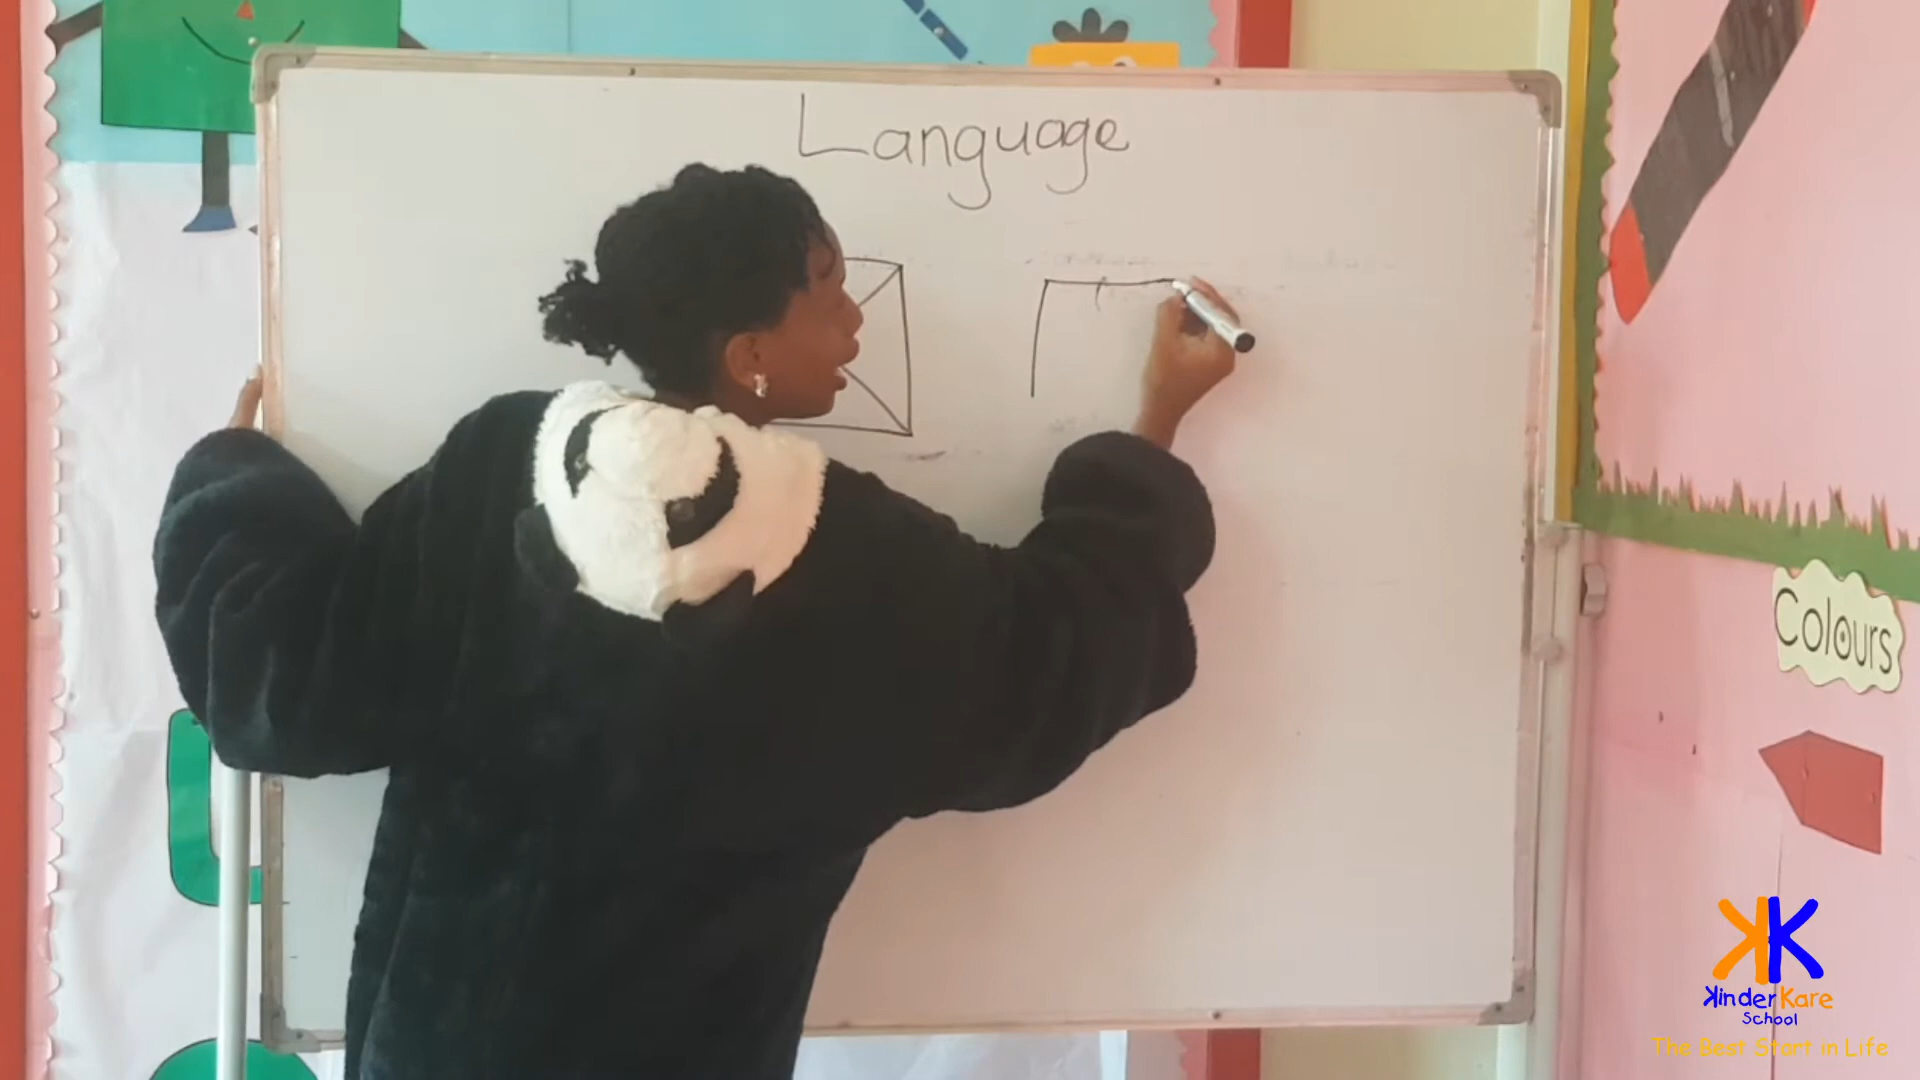 Language
Colours
KinderKare
School
The Best Start in Life